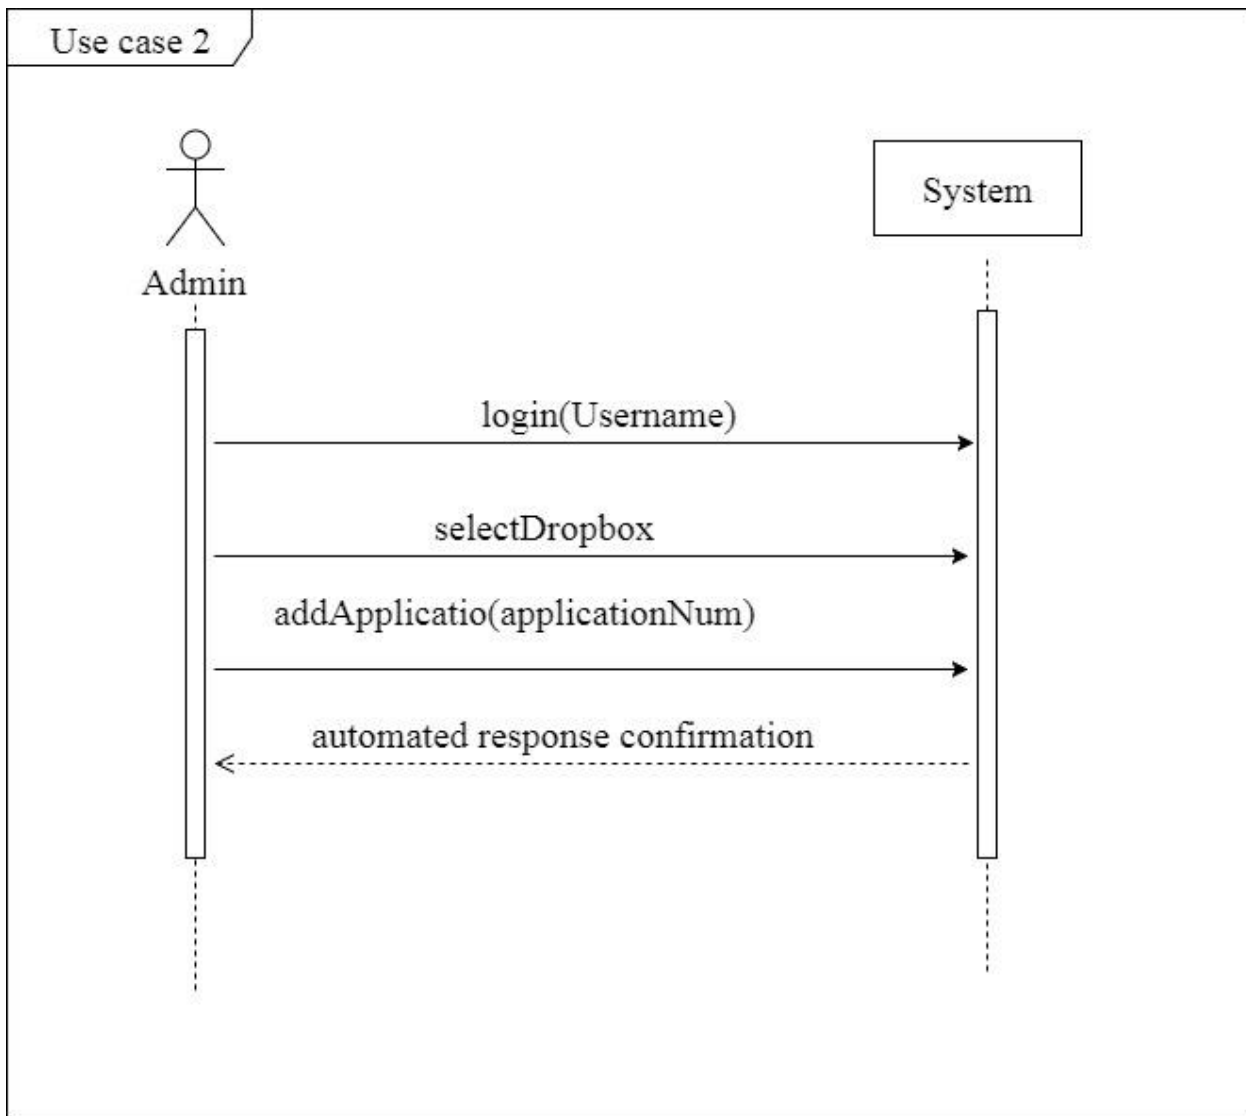 Use case 2
System
Admin
login(Username)
selectDropbox
addApplicatio(applicationNum)
automated response confirmation